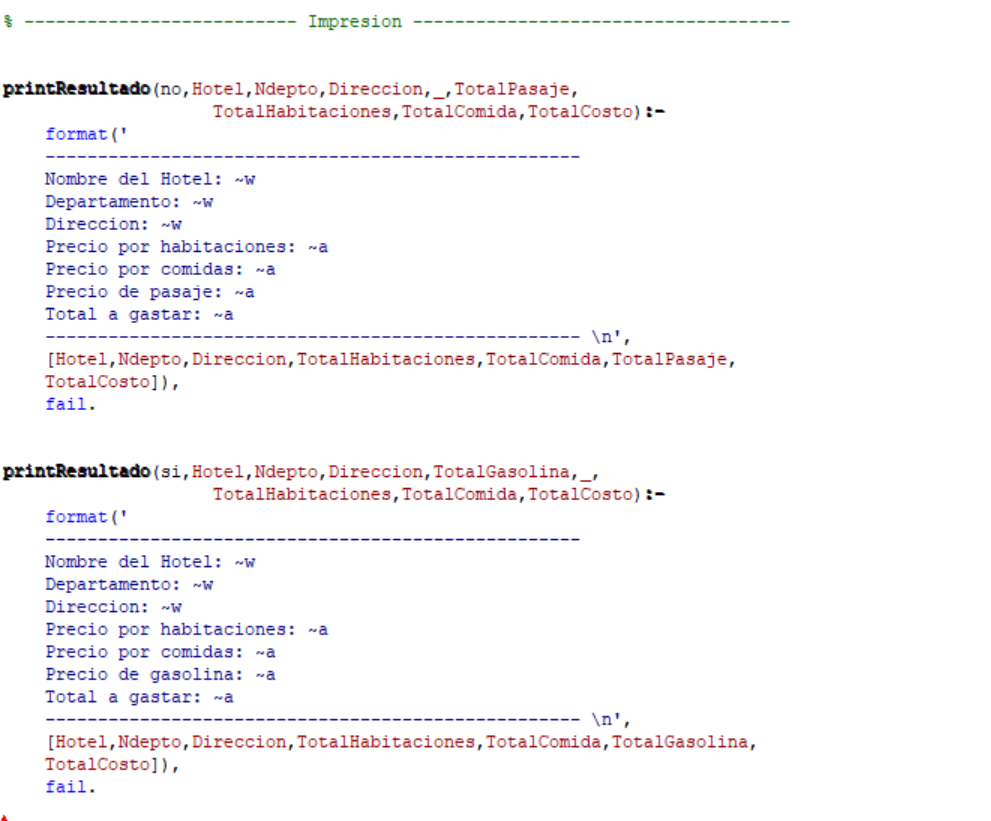 % -------------------------- Impresion ------------------------------------
printResultado(no,Hotel,Ndepto,Direccion,_,TotalPasaje,
                    TotalHabitaciones,TotalComida,TotalCosto):-
    format('
    ---------------------------------------------------
    Nombre del Hotel: ~w
    Departamento: ~w
    Direccion: ~w
    Precio por habitaciones: ~a
    Precio por comidas: ~a
    Precio de pasaje: ~a
    Total a gastar: ~a
    --------------------------------------------------- \n',
    [Hotel,Ndepto,Direccion,TotalHabitaciones,TotalComida,TotalPasaje,
    TotalCosto]),
    fail.
printResultado(si,Hotel,Ndepto,Direccion,TotalGasolina,_,
                    TotalHabitaciones,TotalComida,TotalCosto):-
    format('
    ---------------------------------------------------
    Nombre del Hotel: ~w
    Departamento: ~w
    Direccion: ~w
    Precio por habitaciones: ~a
    Precio por comidas: ~a
    Precio de gasolina: ~a
    Total a gastar: ~a
    --------------------------------------------------- \n',
    [Hotel,Ndepto,Direccion,TotalHabitaciones,TotalComida,TotalGasolina,
    TotalCosto]),
    fail.